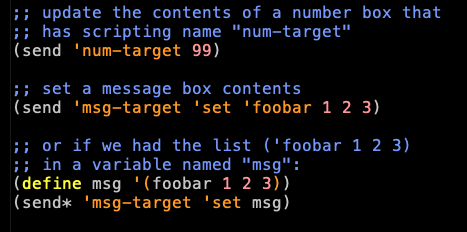 ;; update the contents of a number box that
;; has scripting name "num-target"
(send 'num-target 99)
;; set a message box contents
(send 'msg-target 'set 'foobar 1 2 3)
;; or if we had the list ('foobar 1 2 3)
;; in a variable named "msg":
(define msg '(foobar 1 2 3))
(send* 'msg-target 'set msg)